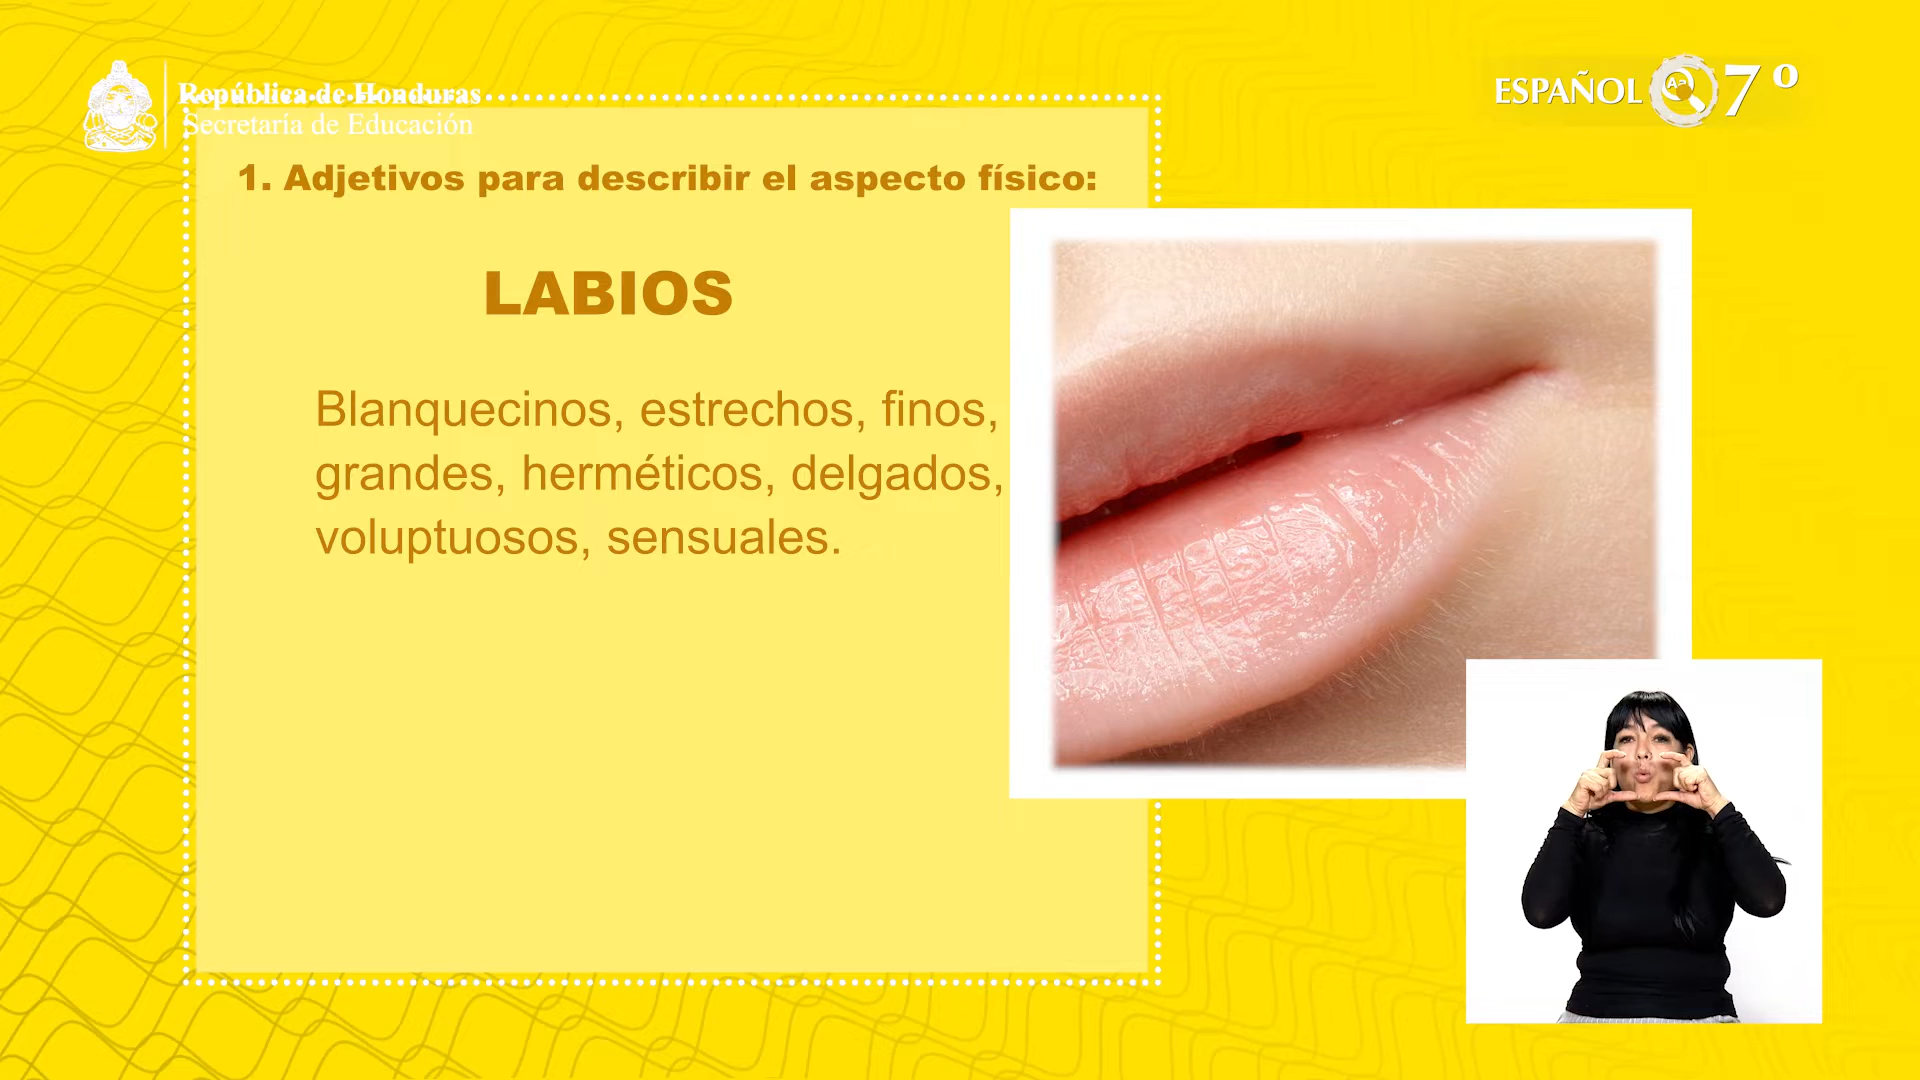 República de Honduras
Secretaría de Educación
ESPAÑOL 7º
1. Adjetivos para describir el aspecto físico:
LABIOS
Blanquecinos, estrechos, finos,
grandes, herméticos, delgados,
voluptuosos, sensuales.